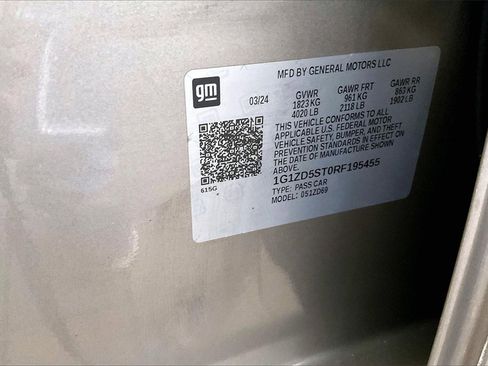 MFD BY GENERAL MOTORS LLC
gm
03/24
GVWR GAWR FRT GAWR RR
1823 KG 961 KG 863 KG
4020 LB 2118 LB 1902 LB
THIS VEHICLE CONFORMS TO ALL
APPLICABLE U.S. FEDERAL MOTOR
VEHICLE SAFETY, BUMPER, AND THEFT
PREVENTION STANDARDS IN EFFECT ON
THE DATE OF MANUFACTURE SHOWN
ABOVE.
1G1ZD5ST0RF195455
TYPE: PASS CAR
MODEL: 0S1ZD69
615G